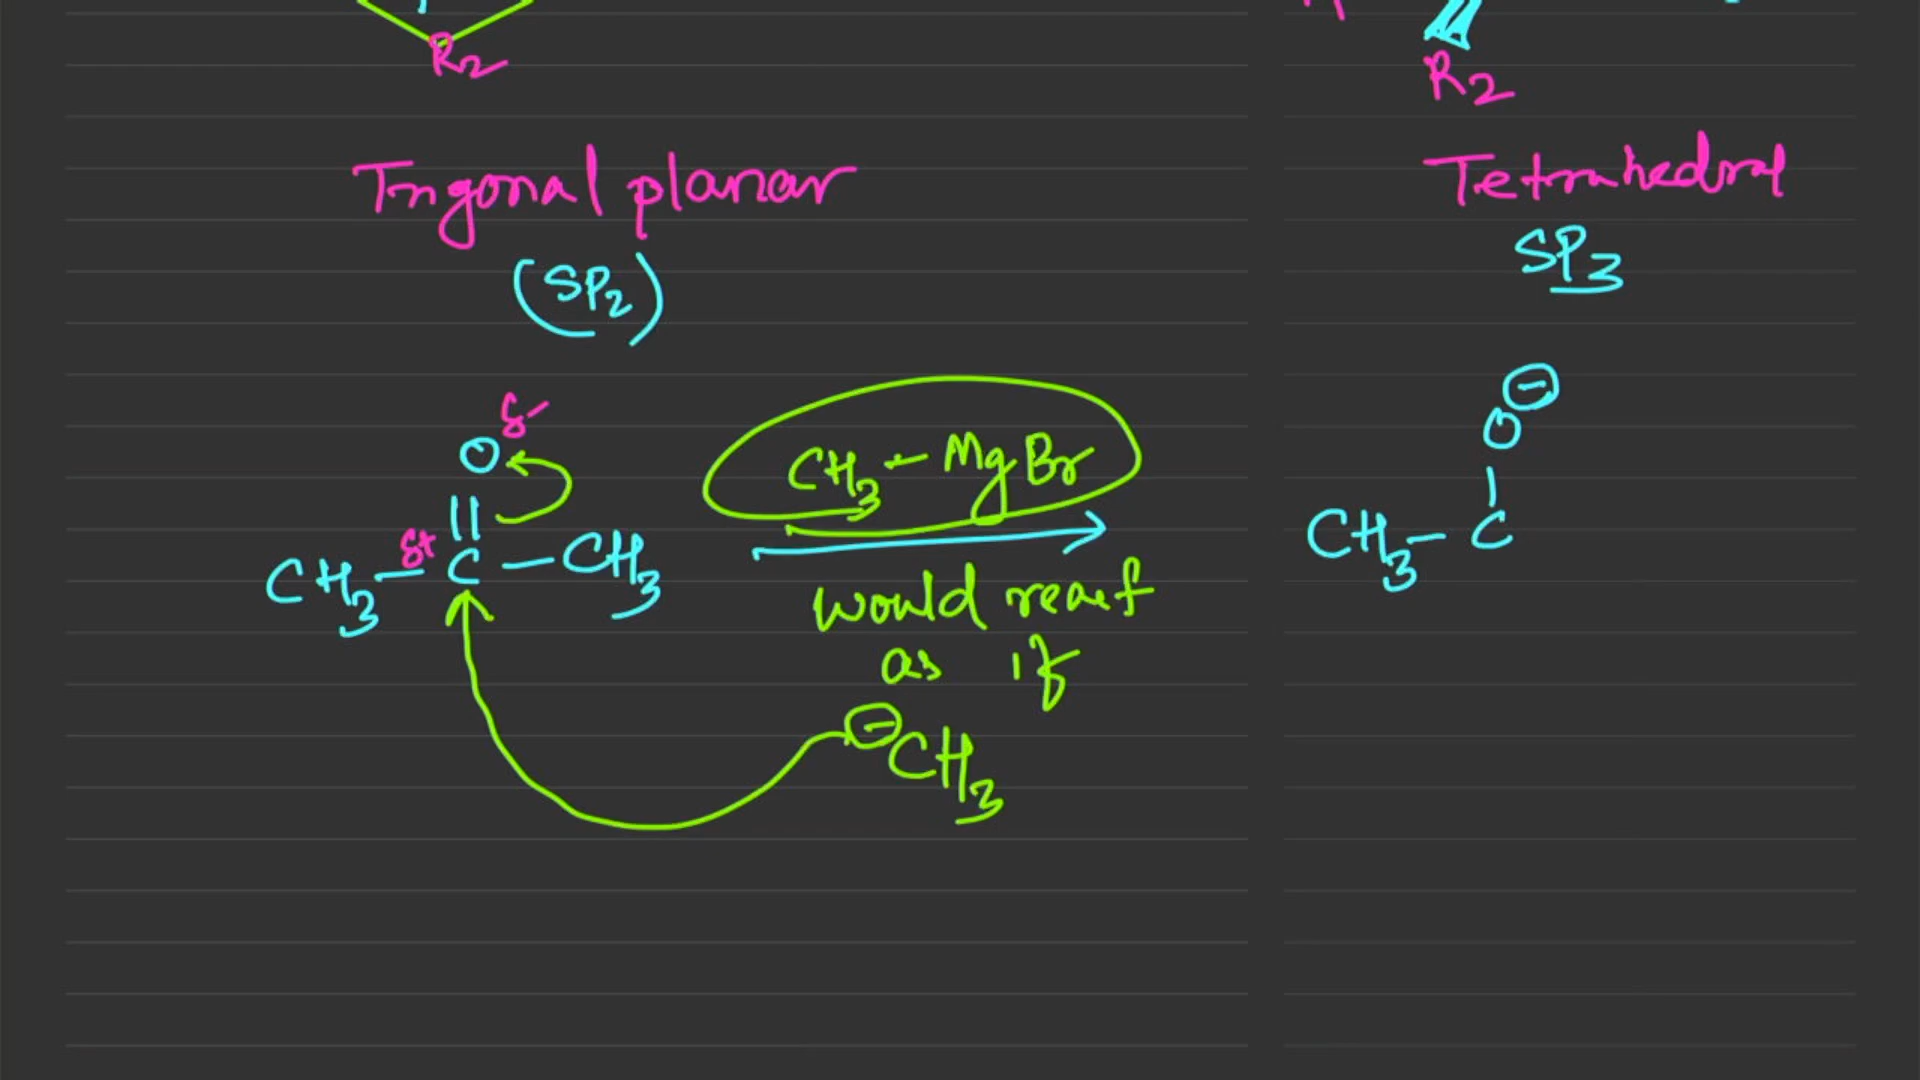 R2
R2
Trigonal planar
Tetrahedral
(SP2)
SP3
O δ-
||
CH3 - C δ+ - CH3
CH3 - MgBr
would react
as if
⊖CH3
O⊖
|
CH3 - C